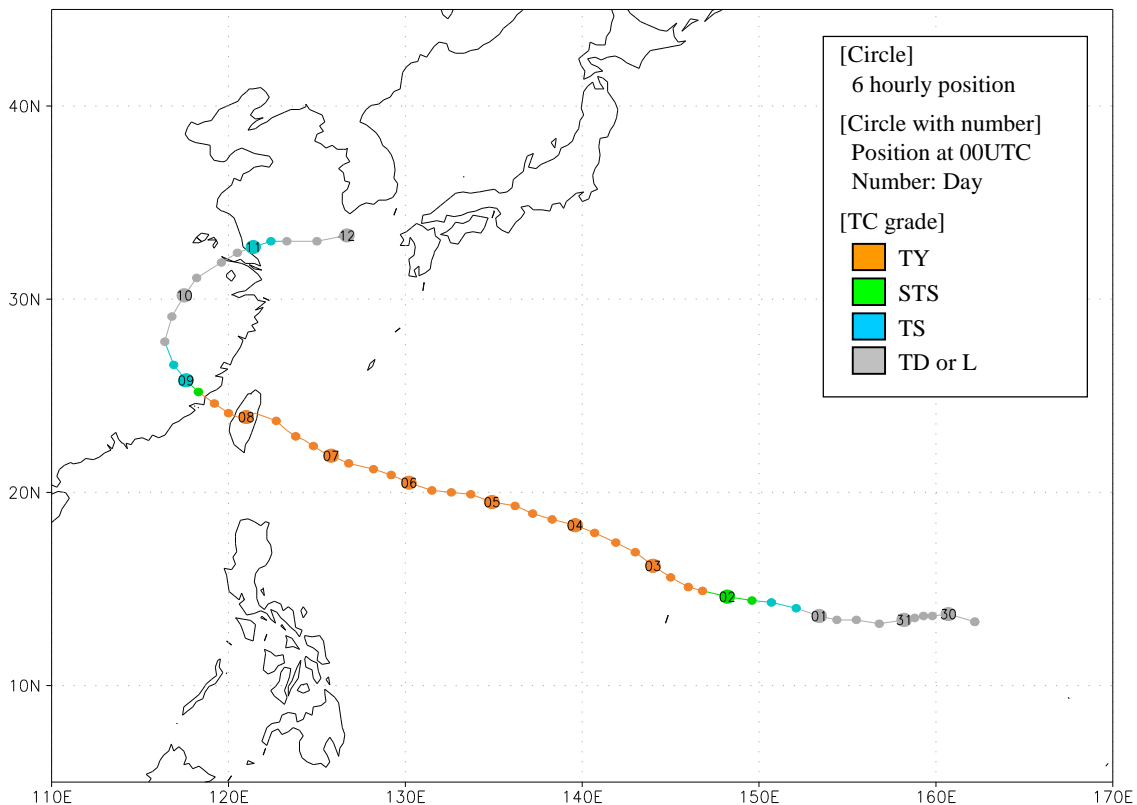 [Circle]
6 hourly position
[Circle with number]
Position at 00UTC
Number: Day
[TC grade]
TY
STS
TS
TD or L
40N
30N
20N
10N
11
12
10
09
08
07
06
05
04
03
02
01
31
30
110E
120E
130E
140E
150E
160E
170E